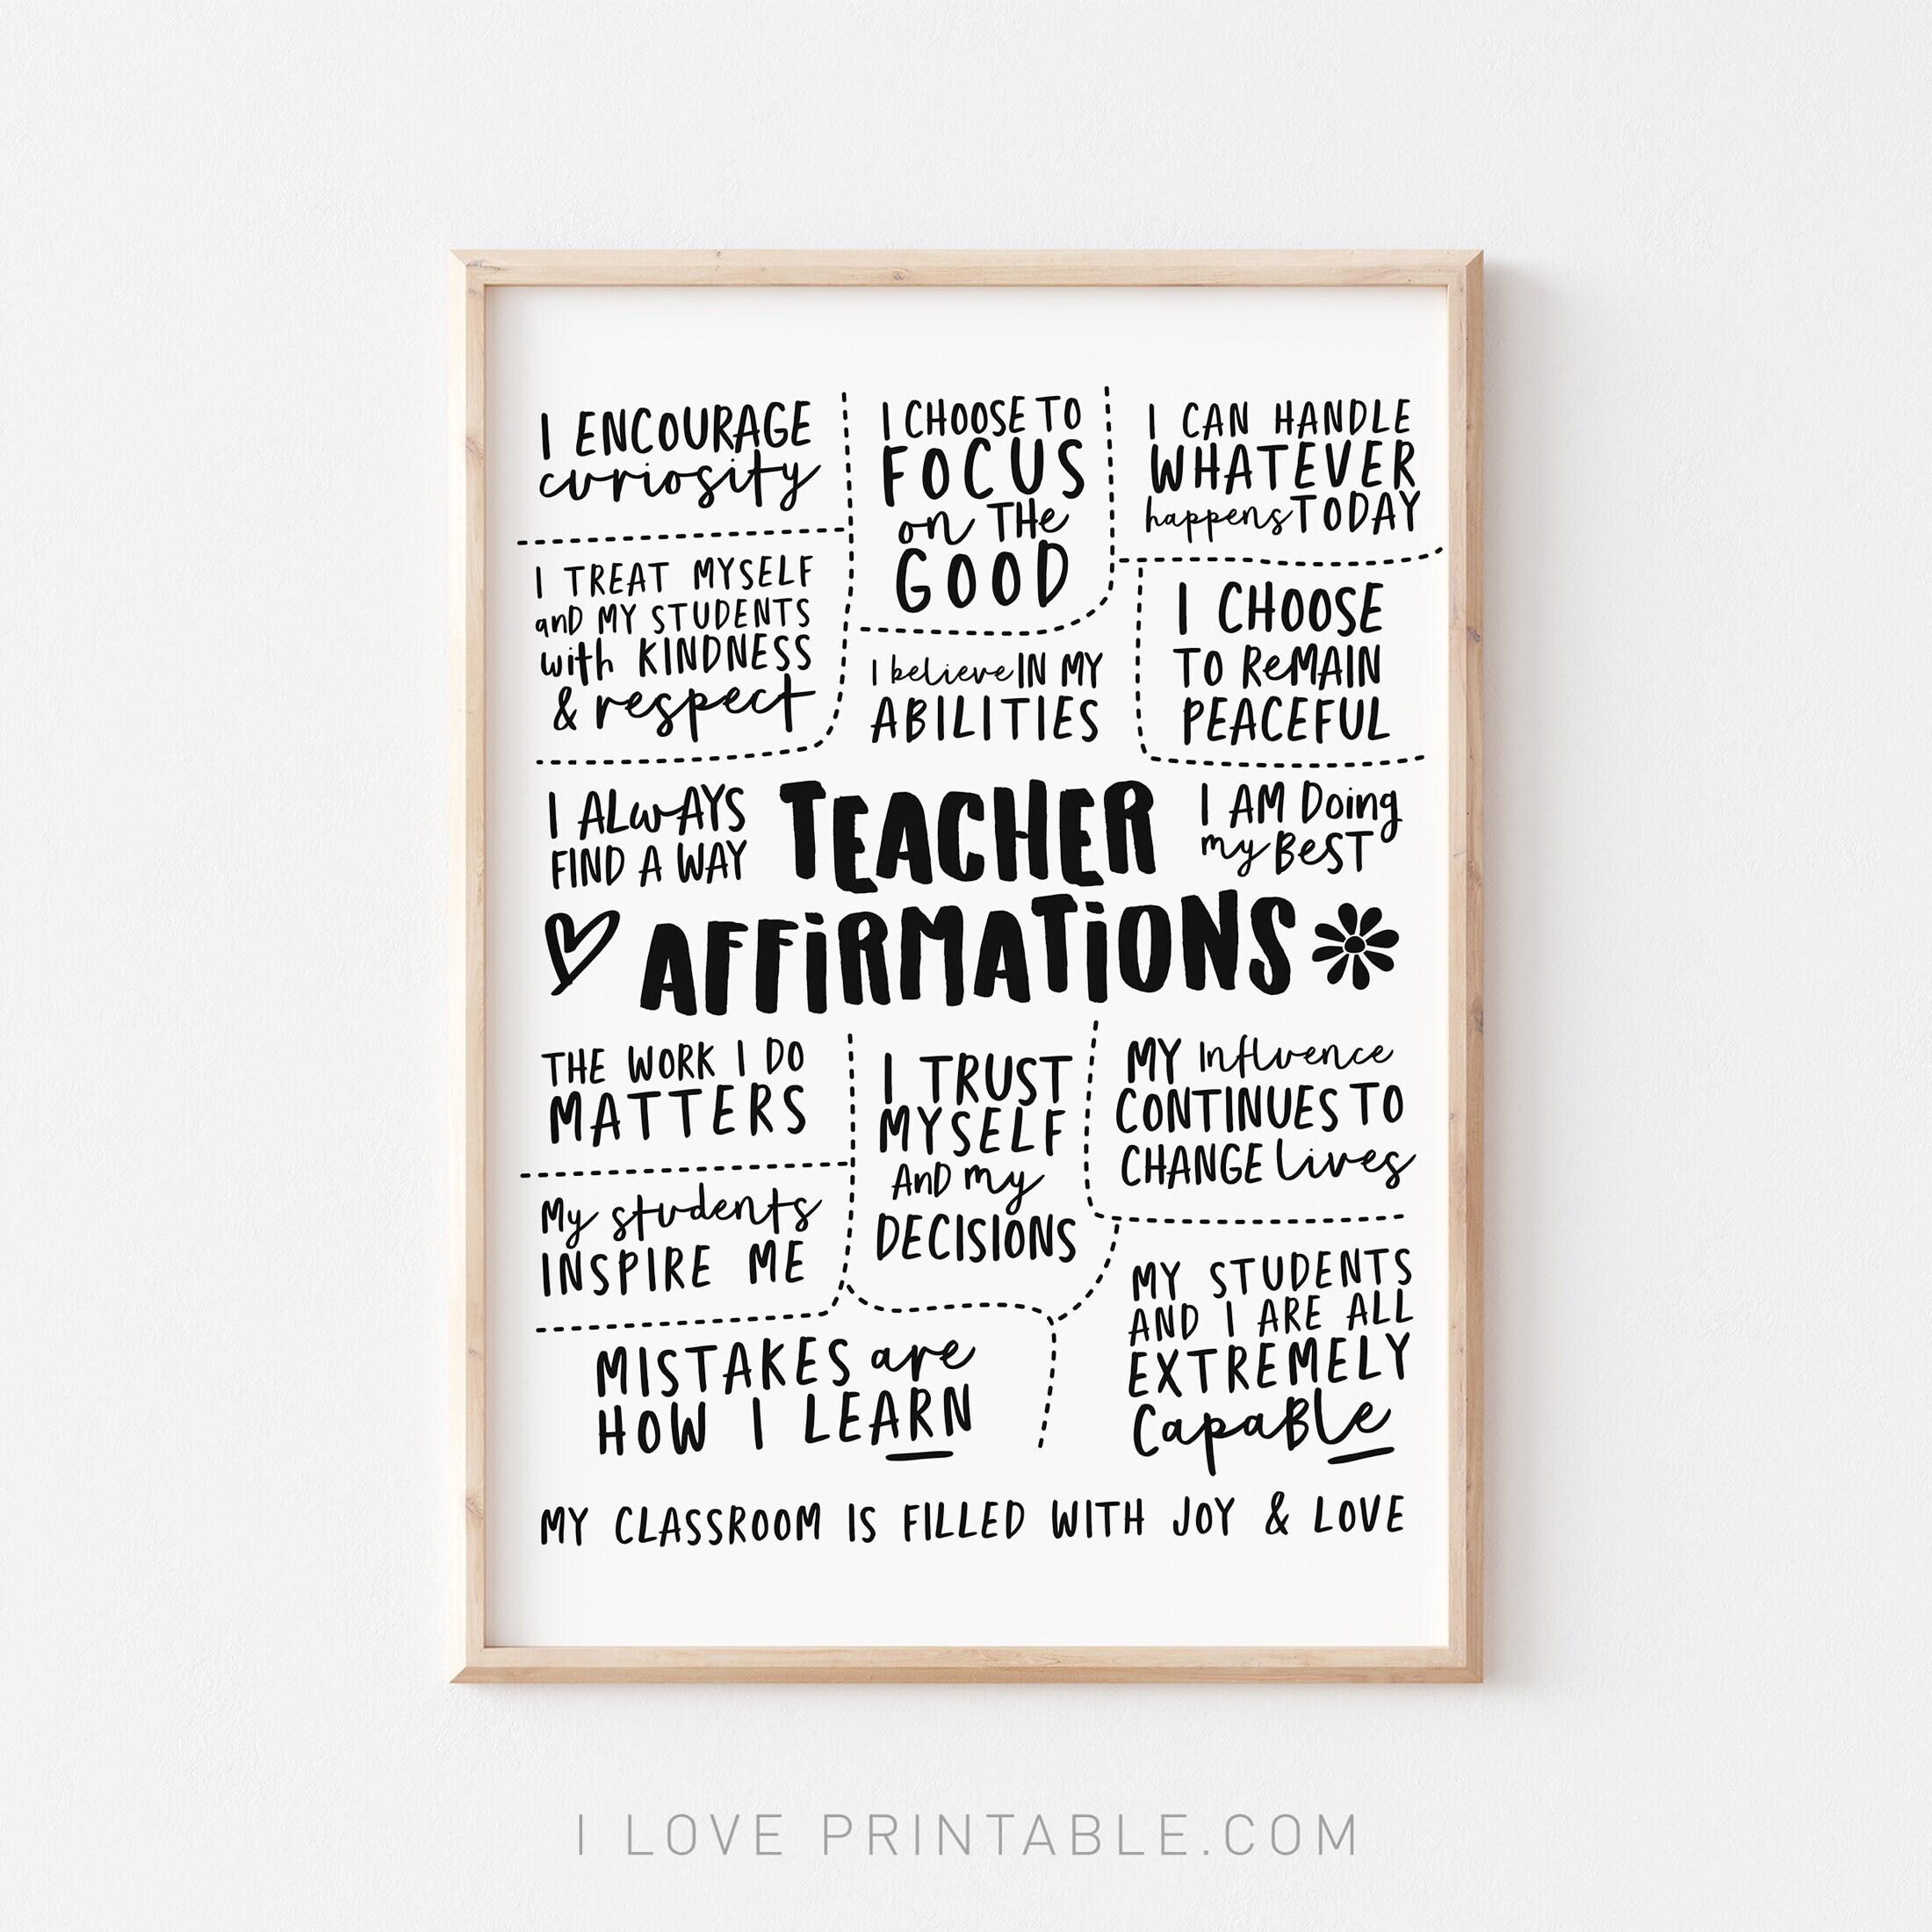 I ENCOURAGE
curiosity
I CHOOSE TO
FOCUS
on THe
GOOD
I CAN HANDLE
WHATEVER
happens TODAY
I TREAT MYSELF
anD MY STUDENTS
with KINDNESS
& respect
I believe IN MY
ABILITIES
I CHOOSE
TO ReMAIN
PEACEFUL
I ALwAYS
FIND A WAY
TEACHER
AFFiRMATiONS
I AM Doing
my BeST
THE WORK I DO
MATTERS
I TRUST
MYSELF
AnD my
DECISIONS
MY Influence
CONTINUES TO
CHANGE lives
My students
INSPIRE ME
MISTAKES are
HOW I LEARN
MY STUDENTS
AND I ARE ALL
EXTREMELY
CapaBle
MY CLASSROOM IS FILLED WITH JOY & LOVE
I LOVE PRINTABLE.COM